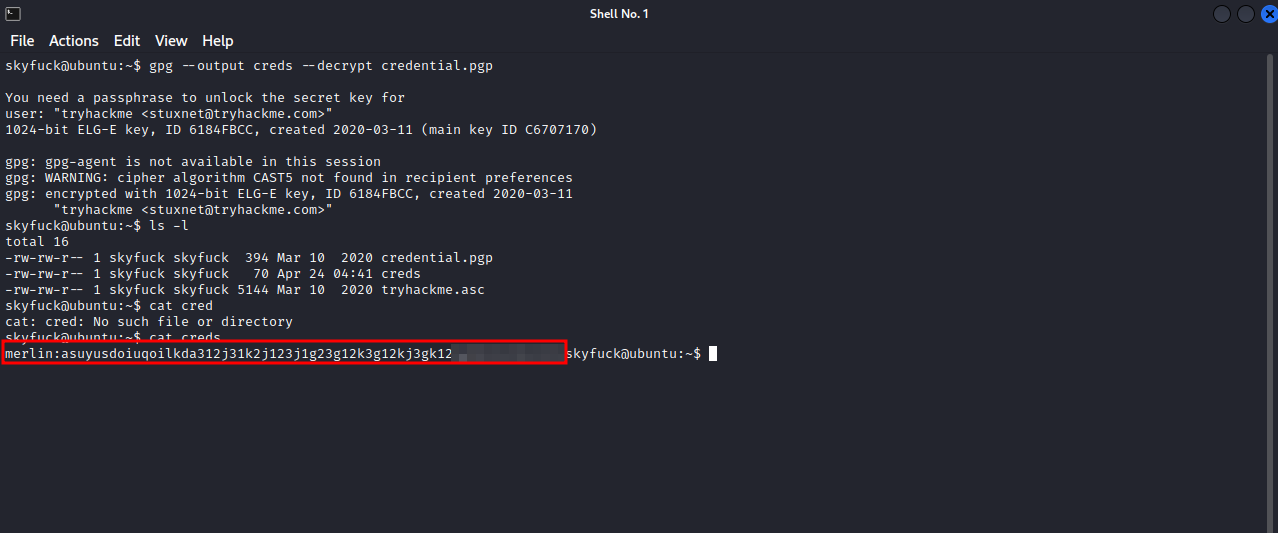 Shell No. 1
File Actions Edit View Help
skyfuck@ubuntu:~$ gpg --output creds --decrypt credential.pgp
You need a passphrase to unlock the secret key for
user: "tryhackme <stuxnet@tryhackme.com>"
1024-bit ELG-E key, ID 6184FBCC, created 2020-03-11 (main key ID C6707170)
gpg: gpg-agent is not available in this session
gpg: WARNING: cipher algorithm CAST5 not found in recipient preferences
gpg: encrypted with 1024-bit ELG-E key, ID 6184FBCC, created 2020-03-11
"tryhackme <stuxnet@tryhackme.com>"
skyfuck@ubuntu:~$ ls -l
total 16
-rw-rw-r-- 1 skyfuck skyfuck 394 Mar 10 2020 credential.pgp
-rw-rw-r-- 1 skyfuck skyfuck 70 Apr 24 04:41 creds
-rw-rw-r-- 1 skyfuck skyfuck 5144 Mar 10 2020 tryhackme.asc
skyfuck@ubuntu:~$ cat cred
cat: cred: No such file or directory
skyfuck@ubuntu:~$ cat creds
merlin:asuyusdoiuqoilkda312j31k2j123j1g23g12k3g12kj3gk12 skyfuck@ubuntu:~$